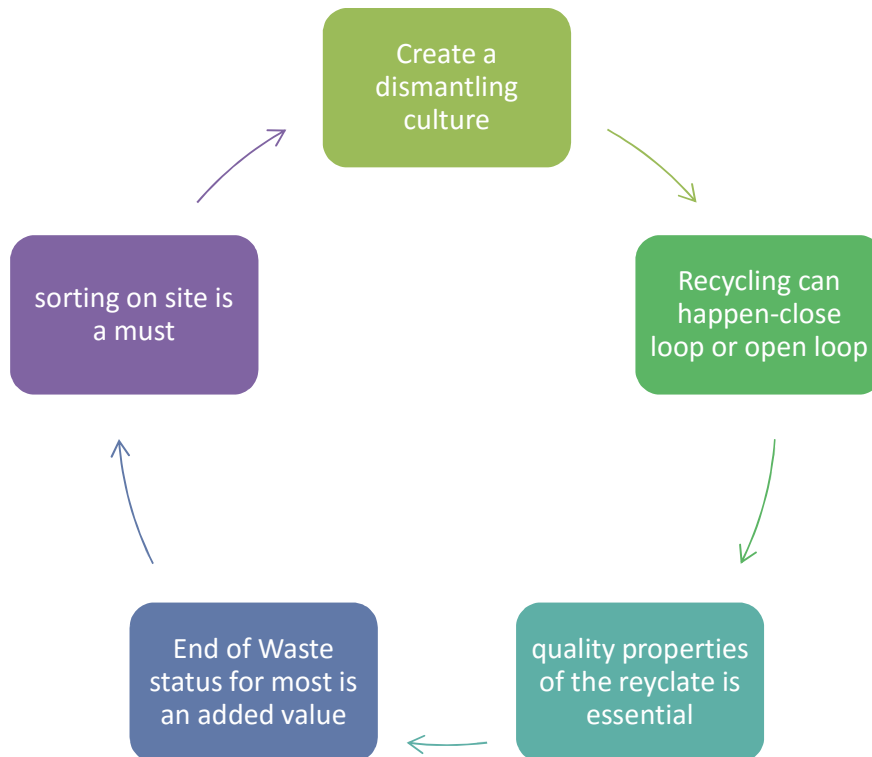 Create a
dismantling
culture
Recycling can
happen-close
loop or open loop
quality properties
of the reyclate is
essential
End of Waste
status for most is
an added value
sorting on site is
a must